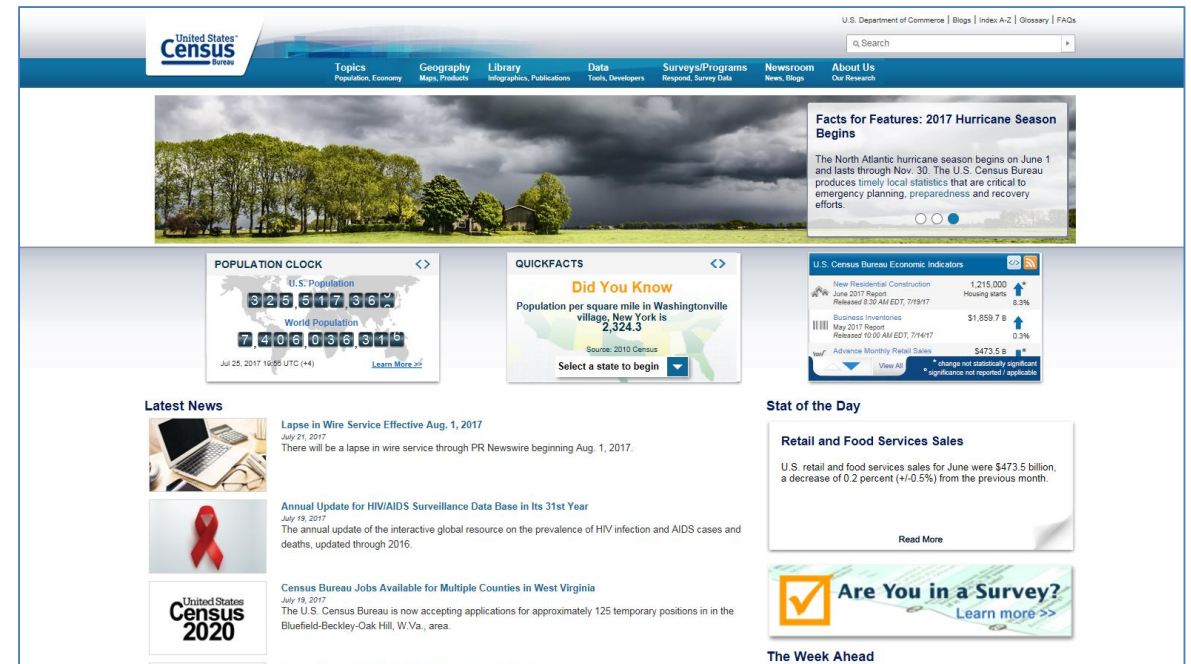 U.S. Department of Commerce | Blogs | Index A-Z | Glossary | FAQs
United States™
Census
Bureau
Search
Topics
Population, Economy
Geography
Maps, Products
Library
Infographics, Publications
Data
Tools, Developers
Surveys/Programs
Respond, Survey Data
Newsroom
News, Blogs
About Us
Our Research
Facts for Features: 2017 Hurricane Season
Begins
The North Atlantic hurricane season begins on June 1
and lasts through Nov. 30. The U.S. Census Bureau
produces timely local statistics that are critical to
emergency planning, preparedness and recovery
efforts.
POPULATION CLOCK <>
U.S. Population
325,517,36
World Population
7,406,036,31
Jul 25, 2017 19:56 UTC (+4) Learn More >>
QUICKFACTS <>
Did You Know
Population per square mile in Washingtonville
village, New York is
2,324.3
Source: 2010 Census
Select a state to begin
U.S. Census Bureau Economic Indicators </>
New Residential Construction 1,215,000 *
June 2017 Report Housing starts
Released 8:30 AM EDT, 7/19/17 8.3%
Business Inventories $1,859.7 B
May 2017 Report
Released 10:00 AM EDT, 7/14/17 0.3%
Advance Monthly Retail Sales $473.5 B *
View All
* change not statistically significant
º significance not reported / applicable
Latest News
Lapse in Wire Service Effective Aug. 1, 2017
July 21, 2017
There will be a lapse in wire service through PR Newswire beginning Aug. 1, 2017.
Annual Update for HIV/AIDS Surveillance Data Base in Its 31st Year
July 19, 2017
The annual update of the interactive global resource on the prevalence of HIV infection and AIDS cases and
deaths, updated through 2016.
United States
Census
2020
Census Bureau Jobs Available for Multiple Counties in West Virginia
July 19, 2017
The U.S. Census Bureau is now accepting applications for approximately 125 temporary positions in in the
Bluefield-Beckley-Oak Hill, W.Va., area.
Stat of the Day
Retail and Food Services Sales
U.S. retail and food services sales for June were $473.5 billion,
a decrease of 0.2 percent (+/-0.5%) from the previous month.
Read More
Are You in a Survey?
Learn more >>
The Week Ahead